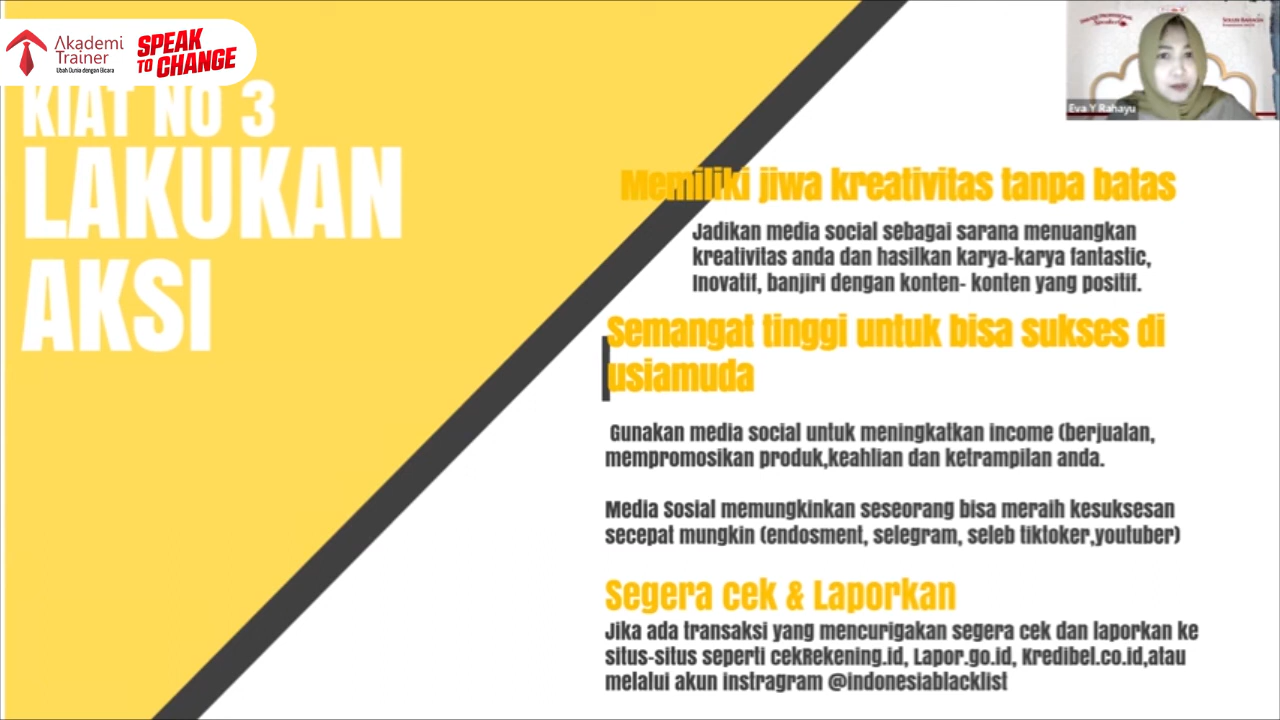 Akademi
Trainer
Ubah Dunia dengan Bicara
SPEAK
TO CHANGE
KIAT NO 3
LAKUKAN
AKSI
Eva Y Rahayu
Memiliki jiwa kreativitas tanpa batas
Jadikan media social sebagai sarana menuangkan
kreativitas anda dan hasilkan karya-karya fantastic,
Inovatif, banjiri dengan konten- konten yang positif.
Semangat tinggi untuk bisa sukses di
usiamuda
Gunakan media social untuk meningkatkan income (berjualan,
mempromosikan produk,keahlian dan ketrampilan anda.
Media Sosial memungkinkan seseorang bisa meraih kesuksesan
secepat mungkin (endosment, selegram, seleb tiktoker,youtuber)
Segera cek & Laporkan
Jika ada transaksi yang mencurigakan segera cek dan laporkan ke
situs-situs seperti cekRekening.id, Lapor.go.id, Kredibel.co.id,atau
melalui akun instragram @indonesiablacklist